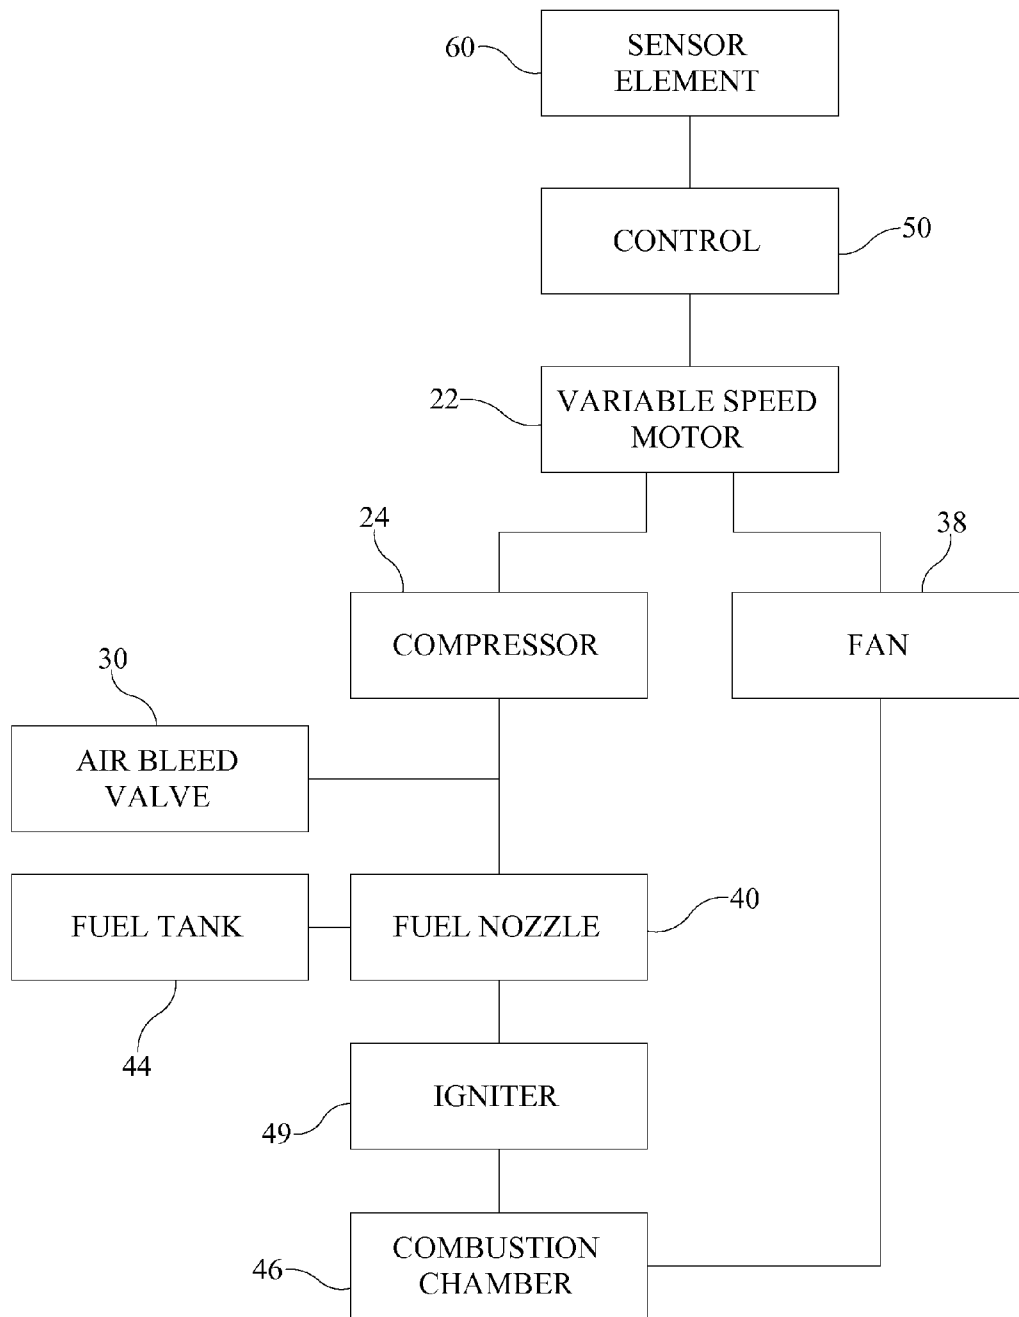 60
SENSOR
ELEMENT
CONTROL
50
22
VARIABLE SPEED
MOTOR
24
38
COMPRESSOR
FAN
30
AIR BLEED
VALVE
FUEL TANK
FUEL NOZZLE
40
44
IGNITER
49
COMBUSTION
CHAMBER
46